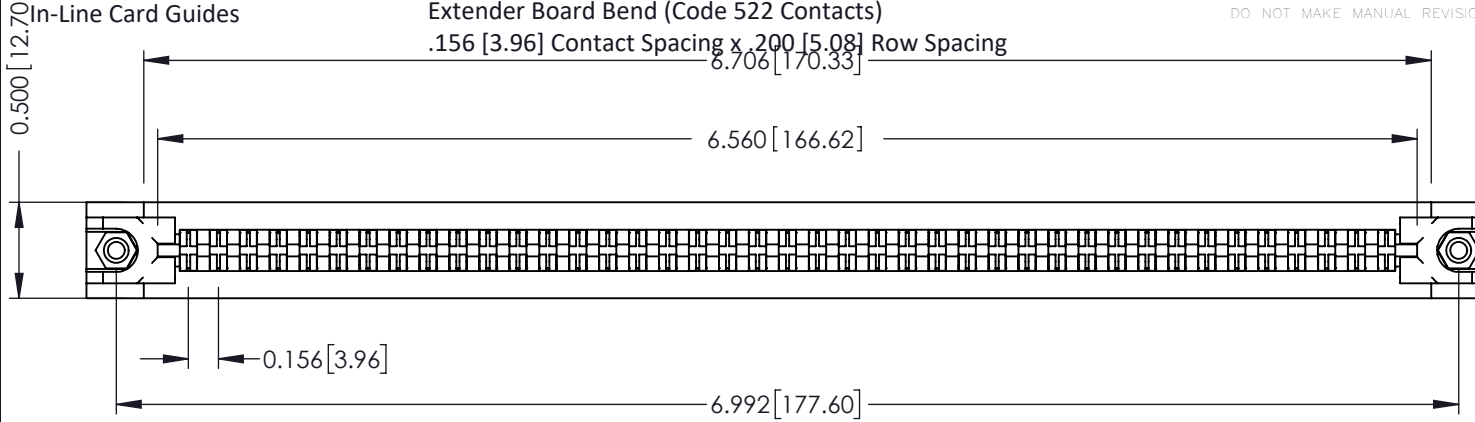 In-Line Card Guides
Extender Board Bend (Code 522 Contacts)
DO NOT MAKE MANUAL
.156 [3.96] Contact Spacing x .200 [5.08] Row Spacing
0.500 [12.70
6.706[170.33]
6.560[166.62]
0.156[3.96]
6.992[177.60]